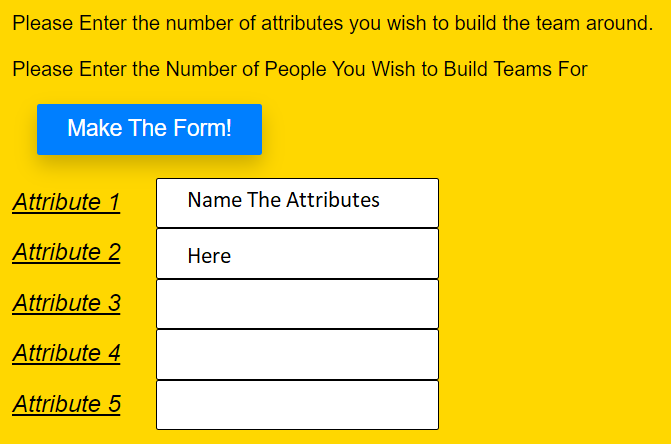 Please Enter the number of attributes you wish to build the team around.
Please Enter the Number of People You Wish to Build Teams For
Make The Form!
Attribute 1 Name The Attributes
Attribute 2 Here
Attribute 3
Attribute 4
Attribute 5